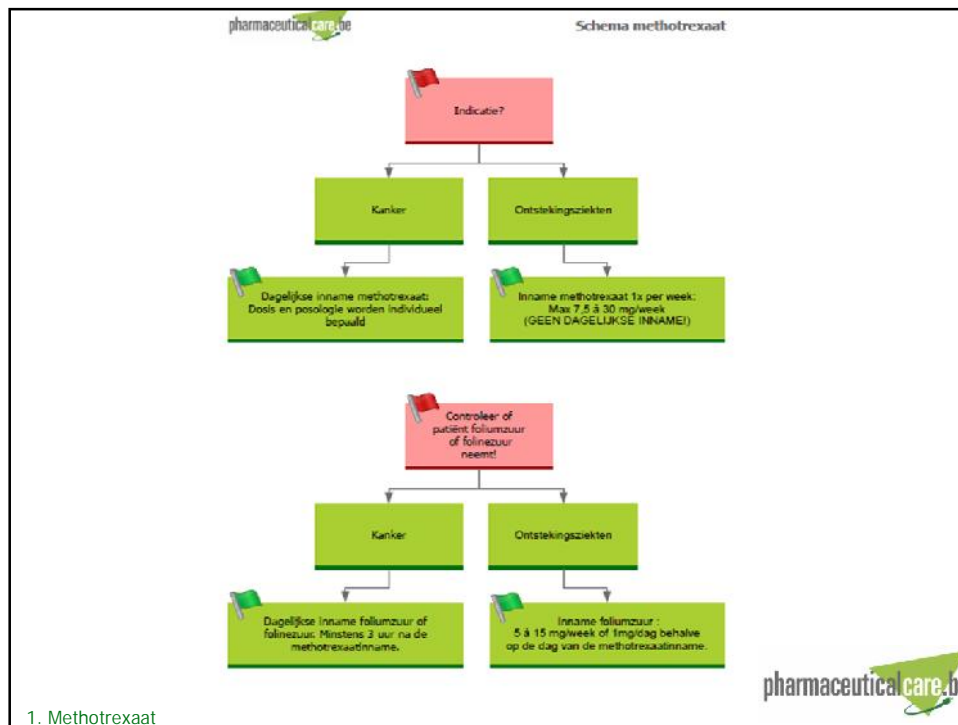 pharmaceuticalcare.be
Schema methotrexaat
Indicatie?
Kanker
Ontstekingsziekten
Dagelijkse inname methotrexaat:
Dosis en posologie worden individueel
bepaald
Inname methotrexaat 1x per week:
Max 7,5 à 30 mg/week
(GEEN DAGELIJKSE INNAME!)
Controleer of
patiënt foliumzuur
of folinezuur
neemt!
Kanker
Ontstekingsziekten
Dagelijkse inname foliumzuur of
folinezuur. Minstens 3 uur na de
methotrexaatinname.
Inname foliumzuur :
5 à 15 mg/week of 1mg/dag behalve
op de dag van de methotrexaatinname.
pharmaceuticalcare.b
1. Methotrexaat